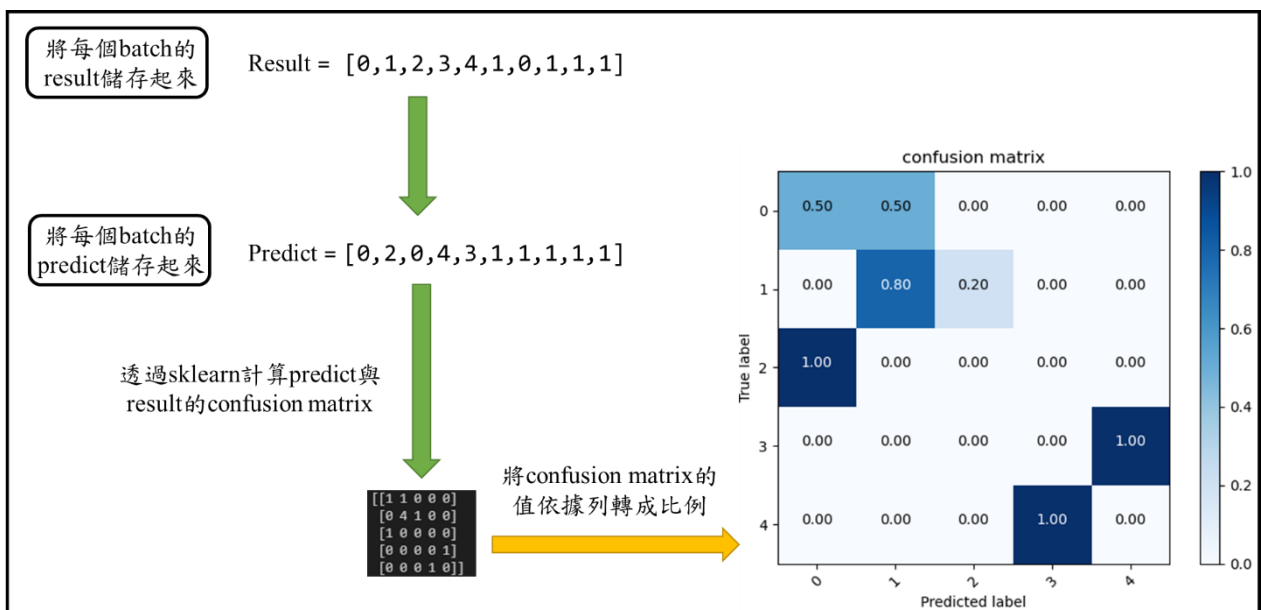 將每個batch的
result儲存起來
Result = [0,1,2,3,4,1,0,1,1,1]
將每個batch的
predict儲存起來
Predict = [0,2,0,4,3,1,1,1,1,1]
透過sklearn計算predict與
result的confusion matrix
[[1 1 0 0 0]
[0 4 1 0 0]
[1 0 0 0 0]
[0 0 0 0 1]
[0 0 0 1 0]]
將confusion matrix的
值依據列轉成比例
confusion matrix
True label
0 0.50 0.50 0.00 0.00 0.00
1 0.00 0.80 0.20 0.00 0.00
2 1.00 0.00 0.00 0.00 0.00
3 0.00 0.00 0.00 0.00 1.00
4 0.00 0.00 0.00 1.00 0.00
0 1 2 3 4
Predicted label
1.0
0.8
0.6
0.4
0.2
0.0